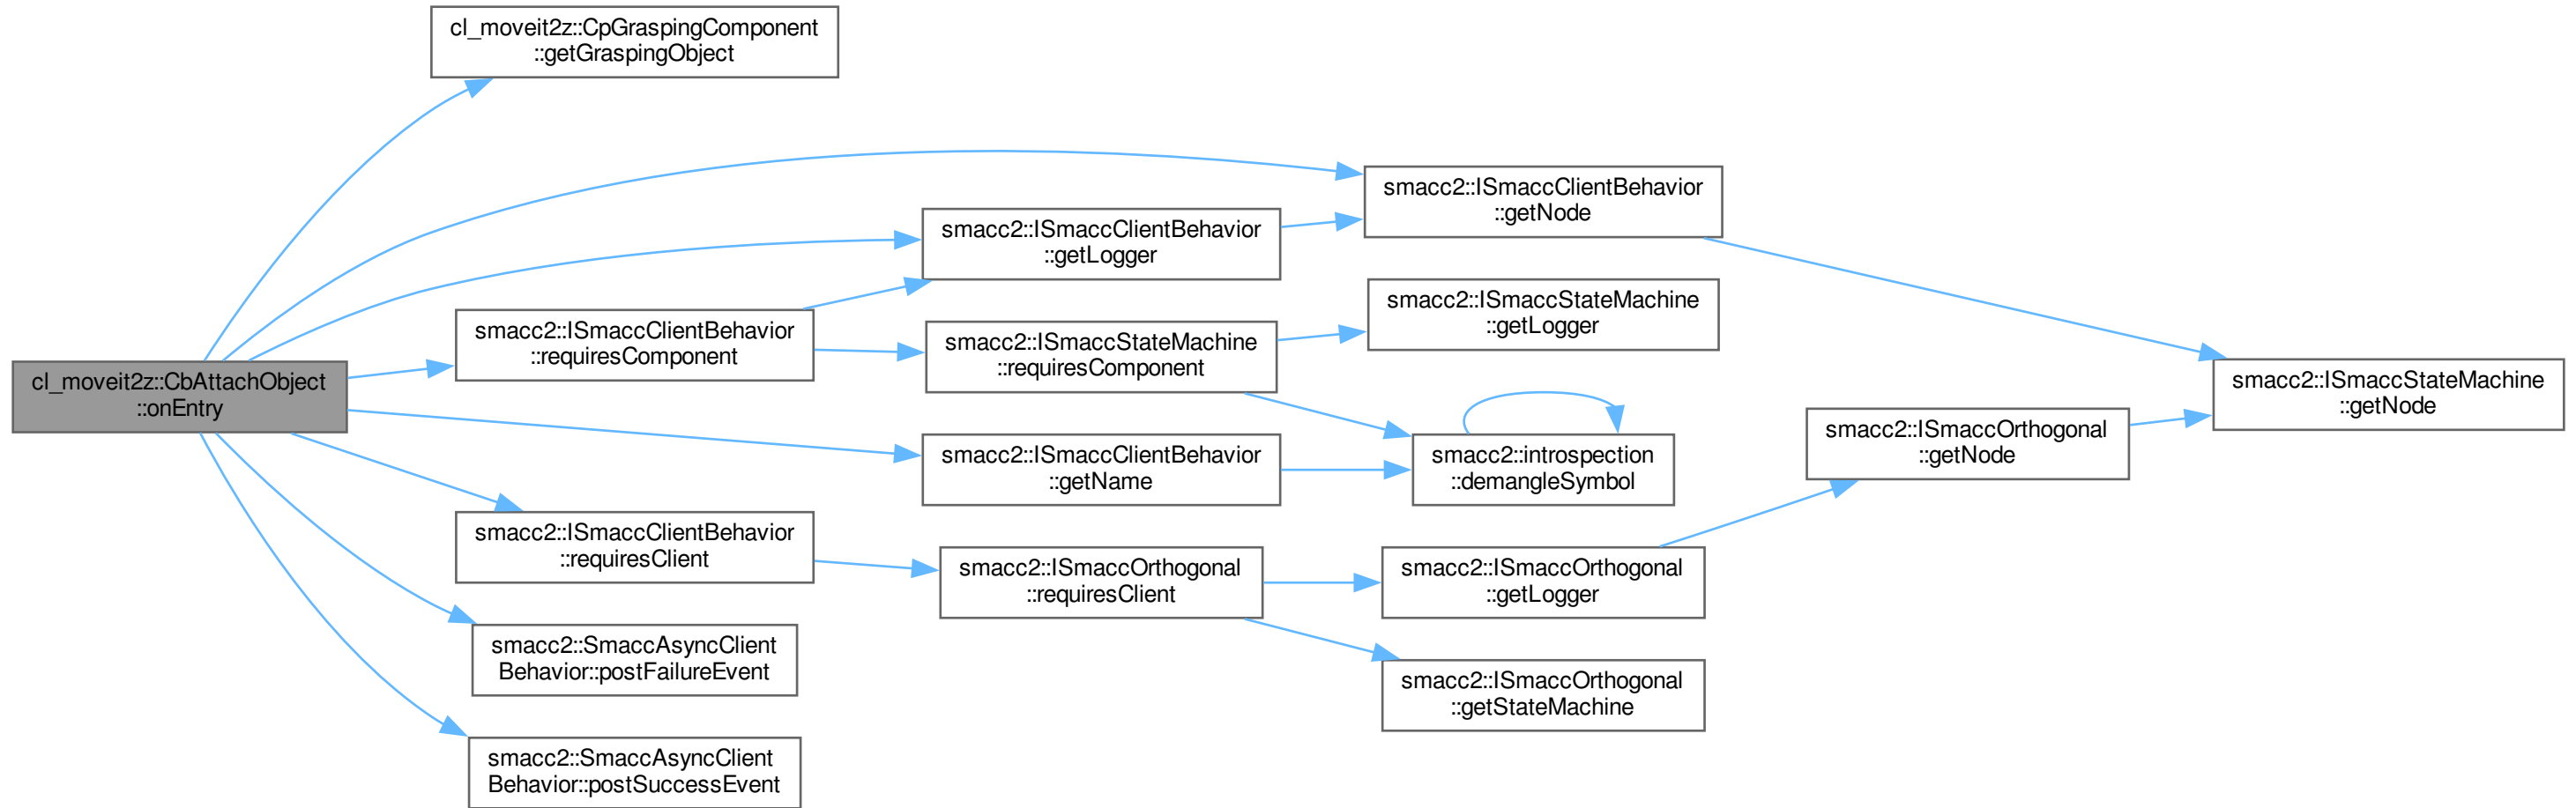 cl_moveit2z::CpGraspingComponent
::getGraspingObject
smacc2::ISmaccClientBehavior
::getNode
smacc2::ISmaccClientBehavior
::getLogger
smacc2::ISmaccStateMachine
::getLogger
smacc2::ISmaccClientBehavior
::requiresComponent
smacc2::ISmaccStateMachine
::requiresComponent
cl_moveit2z::CbAttachObject
::onEntry
smacc2::ISmaccStateMachine
::getNode
smacc2::ISmaccOrthogonal
::getNode
smacc2::ISmaccClientBehavior
::getName
smacc2::introspection
::demangleSymbol
smacc2::ISmaccClientBehavior
::requiresClient
smacc2::ISmaccOrthogonal
::requiresClient
smacc2::ISmaccOrthogonal
::getLogger
smacc2::SmaccAsyncClient
Behavior::postFailureEvent
smacc2::ISmaccOrthogonal
::getStateMachine
smacc2::SmaccAsyncClient
Behavior::postSuccessEvent